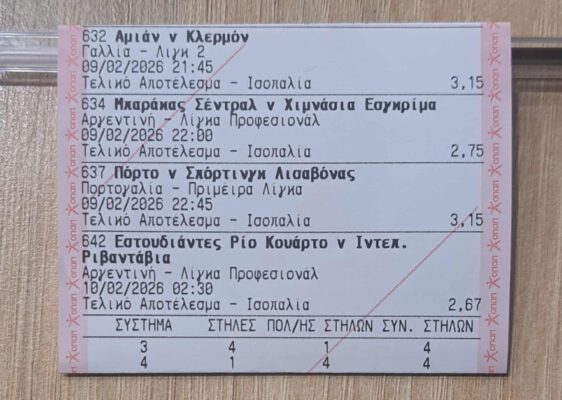 632 Αμιάν v Κλερμόν
Γαλλία - Λιγκ 2
09/02/2026 21:45
Τελικό Αποτέλεσμα - Ισοπαλία 3,15
634 Μπαράκας Σέντραλ v Χιμνάσια Εσγκρίμα
Αργεντινή - Λίγκα Προφεσιονάλ
09/02/2026 22:00
Τελικό Αποτέλεσμα - Ισοπαλία 2,75
637 Πόρτο v Σπόρτινγκ Λισαβόνας
Πορτογαλία - Πριμέιρα Λίγκα
09/02/2026 22:45
Τελικό Αποτέλεσμα - Ισοπαλία 3,15
642 Εστουδιάντες Ρίο Κουάρτο v Ιντεπ.
Ριβαντάβια
Αργεντινή - Λίγκα Προφεσιονάλ
10/02/2026 02:30
Τελικό Αποτέλεσμα - Ισοπαλία 2,67
ΣΥΣΤΗΜΑ ΣΤΗΛΕΣ ΠΟΛ/ΗΣ ΣΤΗΛΩΝ ΣΥΝ. ΣΤΗΛΩΝ
3 4 1 4
4 1 4 4